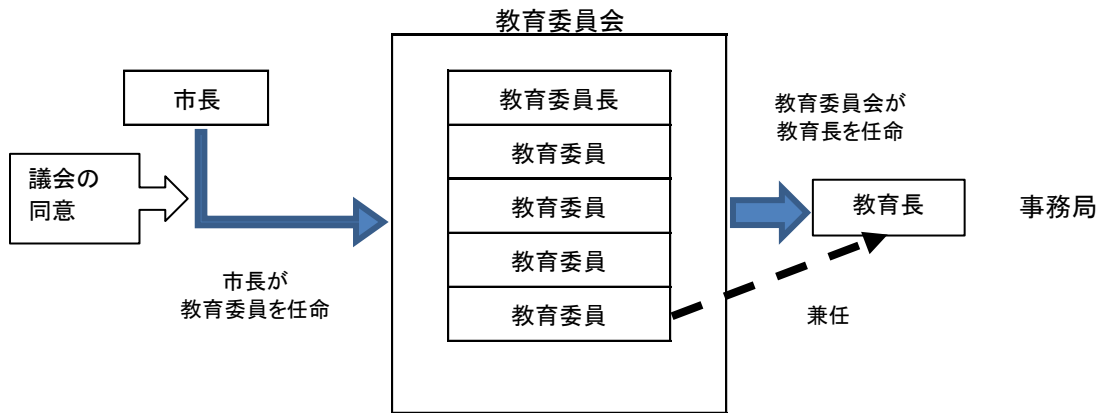 教育委員会
市長
議会の
同意
市長が
教育委員を任命
教育委員長
教育委員
教育委員
教育委員
教育委員
教育委員会が
教育長を任命
教育長
事務局
兼任